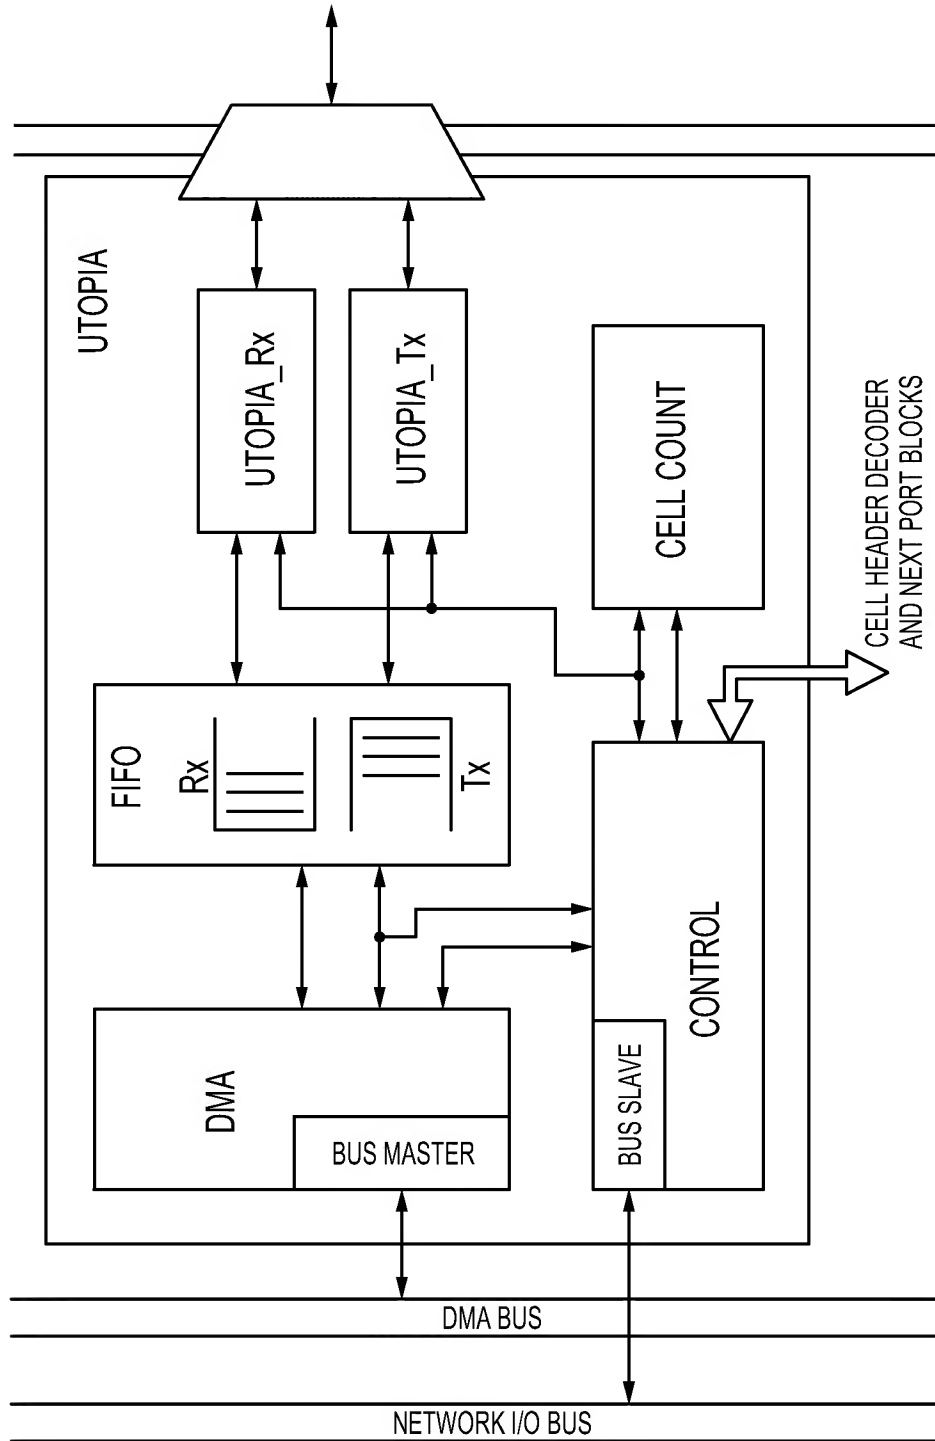 UTOPIA
UTOPIA_Rx
UTOPIA_Tx
CELL COUNT
CELL HEADER DECODER
AND NEXT PORT BLOCKS
FIFO
Rx
Tx
CONTROL
BUS SLAVE
DMA
BUS MASTER
DMA BUS
NETWORK I/O BUS